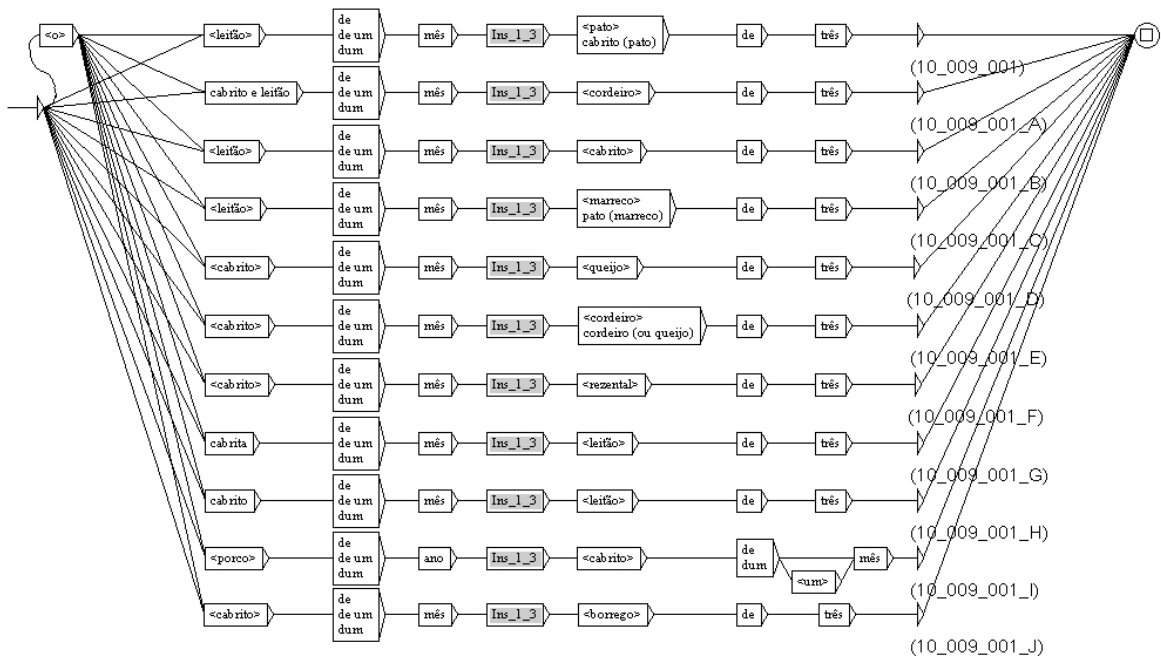 <o>
<leitão> de de um dum mês Ins_1_3 <pato> cabrito (pato) de três
(10_009_001)
cabrito e leitão de de um dum mês Ins_1_3 <cordeiro> de três
(10_009_001_A)
<leitão> de de um dum mês Ins_1_3 <cabrito> de três
(10_009_001_B)
<leitão> de de um dum mês Ins_1_3 <marreco> pato (marreco) de três
(10_009_001_C)
<cabrito> de de um dum mês Ins_1_3 <queijo> de três
(10_009_001_D)
<cabrito> de de um dum mês Ins_1_3 <cordeiro> cordeiro (ou queijo) de três
(10_009_001_E)
<cabrito> de de um dum mês Ins_1_3 <rezental> de três
(10_009_001_F)
cabrita de de um dum mês Ins_1_3 <leitão> de três
(10_009_001_G)
cabrito de de um dum mês Ins_1_3 <leitão> de três
(10_009_001_H)
<porco> de de um dum ano Ins_1_3 <cabrito> de dum <um> mês
(10_009_001_I)
<cabrito> de de um dum mês Ins_1_3 <borrego> de três
(10_009_001_J)